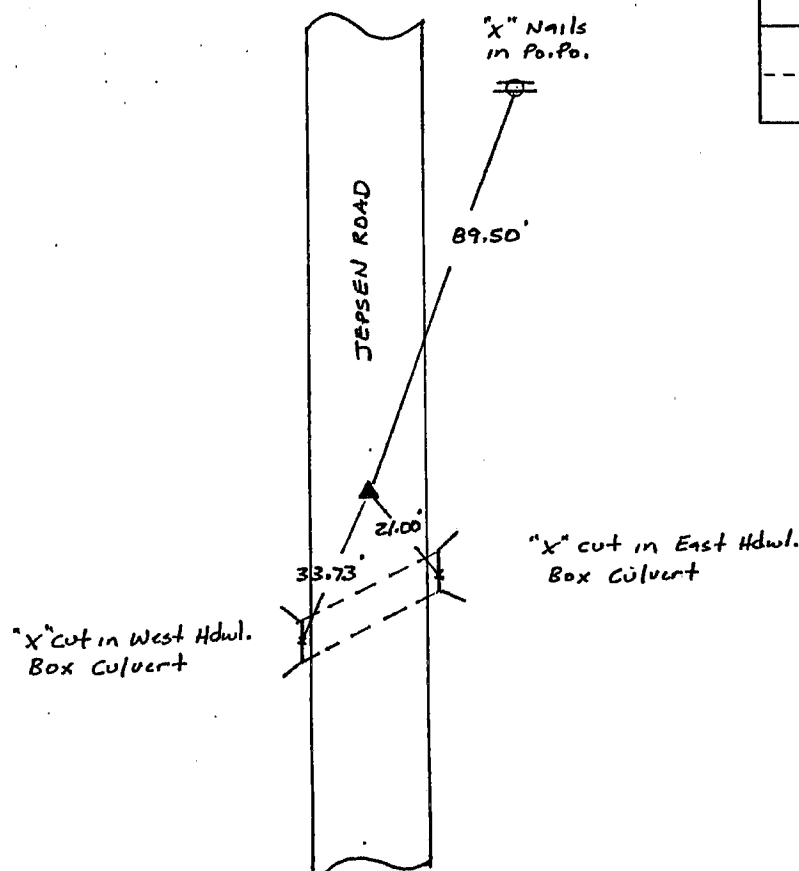 "X" Nails
in Po.Po.
89.50'
JEPSEN ROAD
21.00'
33.73'
"X" cut in East Hdwl.
Box Culvert
"X" cut in West Hdwl.
Box Culvert